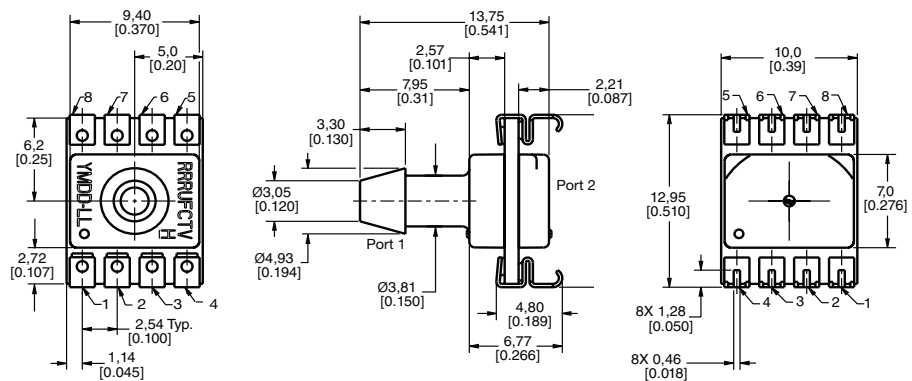 9,40
[0.370]
5,0
[0.20]
8 7 6 5
6,2
[0.25]
YMDD-LL
RRRUFCTV
H
2,72
[0.107]
1 2 3 4
2,54 Typ.
[0.100]
1,14
[0.045]
13,75
[0.541]
2,57
[0.101]
7,95
[0.31]
2,21
[0.087]
3,30
[0.130]
Ø3,05
[0.120]
Port 2
Port 1
Ø4,93
[0.194]
Ø3,81
[0.150]
4,80
[0.189]
6,77
[0.266]
10,0
[0.39]
5 6 7 8
12,95
[0.510]
7,0
[0.276]
8X 1,28
[0.050]
4 3 2 1
8X 0,46
[0.018]